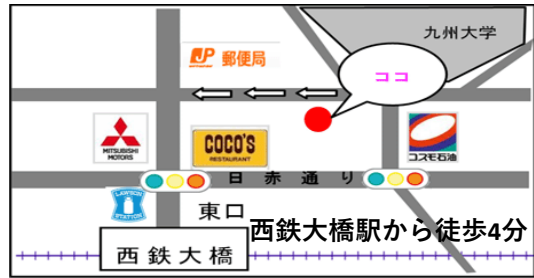 九州大学
JP 郵便局
ココ
MITSUBISHI
MOTORS
COCO'S
RESTAURANT
コスモ石油
日赤通り
LAWSON
STATION
東口
西鉄大橋駅から徒歩4分
西鉄大橋